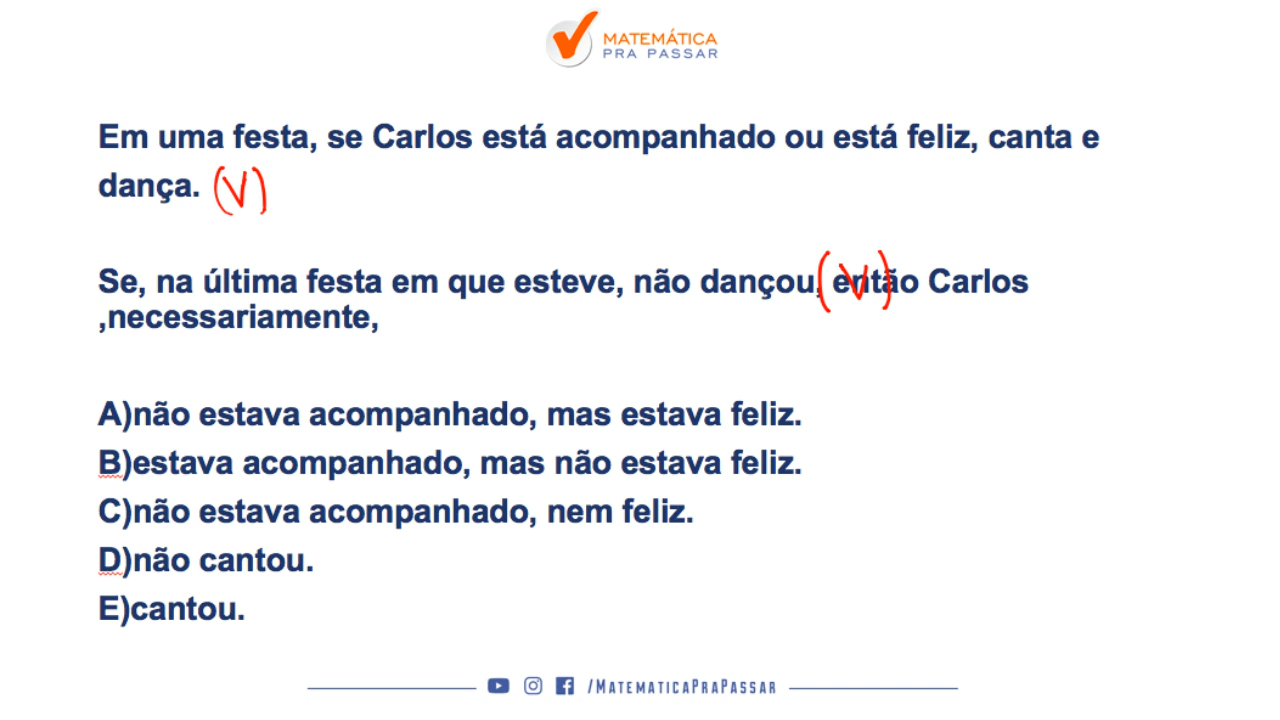 MATEMÁTICA
PRA PASSAR
Em uma festa, se Carlos está acompanhado ou está feliz, canta e
dança. (V)
Se, na última festa em que esteve, não dançou, (V) então Carlos
,necessariamente,
A)não estava acompanhado, mas estava feliz.
B)estava acompanhado, mas não estava feliz.
C)não estava acompanhado, nem feliz.
D)não cantou.
E)cantou.
/MATEMATICAPRAPASSAR